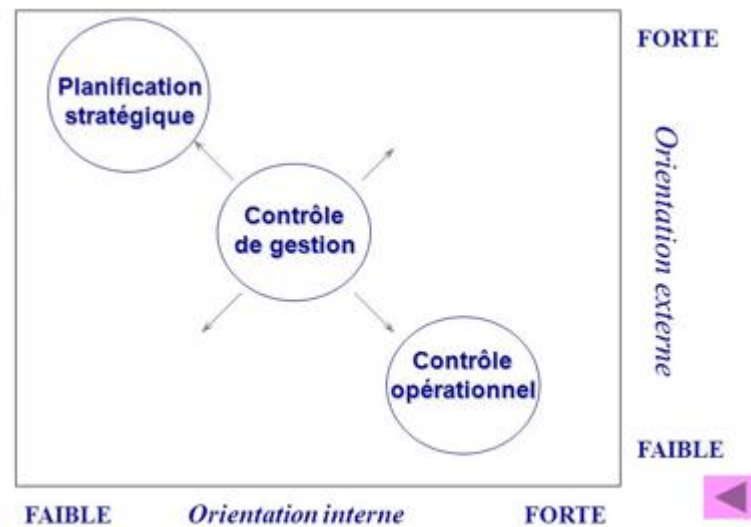 FORTE
Planification
stratégique
Contrôle
de gestion
Orientation externe
Contrôle
opérationnel
FAIBLE
FAIBLE Orientation interne FORTE